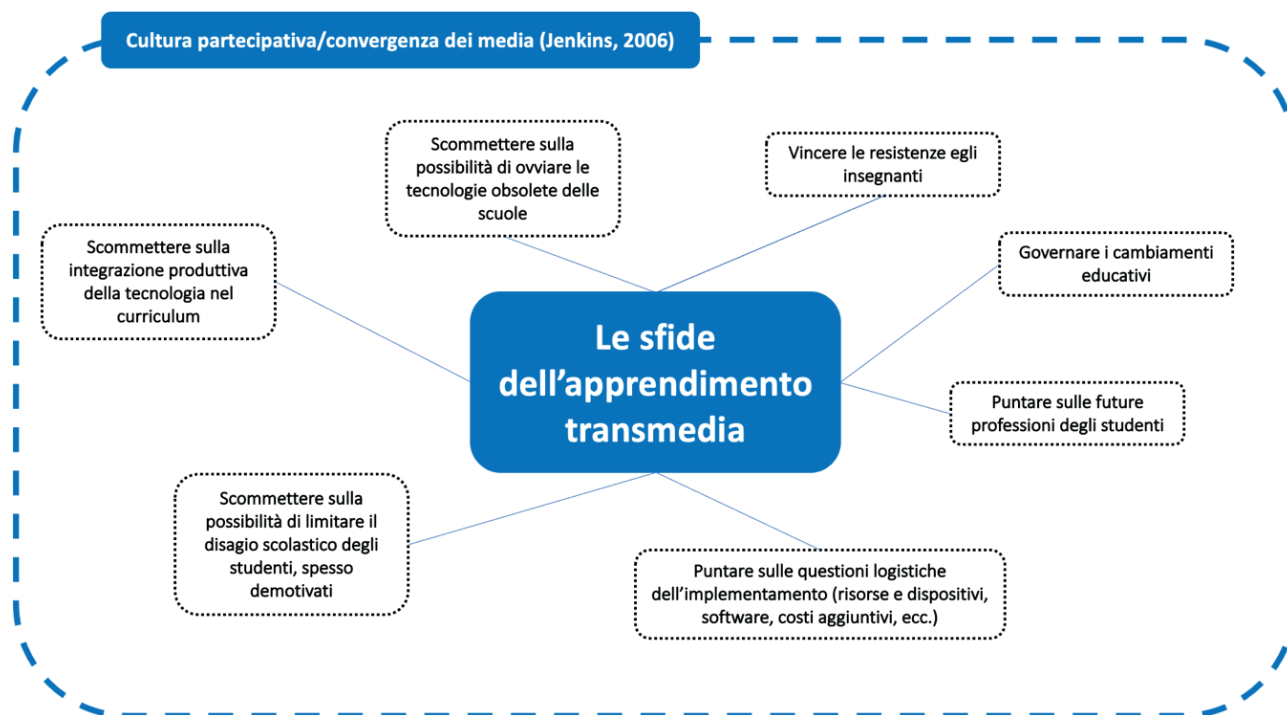 Cultura partecipativa/convergenza dei media (Jenkins, 2006)
Scommettere sulla
possibilità di ovviare le
tecnologie obsolete delle
scuole
Vincere le resistenze egli
insegnanti
Scommettere sulla
integrazione produttiva
della tecnologia nel
curriculum
Governare i cambiamenti
educativi
Le sfide
dell’apprendimento
transmedia
Puntare sulle future
professioni degli studenti
Scommettere sulla
possibilità di limitare il
disagio scolastico degli
studenti, spesso
demotivati
Puntare sulle questioni logistiche
dell’implementamento (risorse e dispositivi,
software, costi aggiuntivi, ecc.)